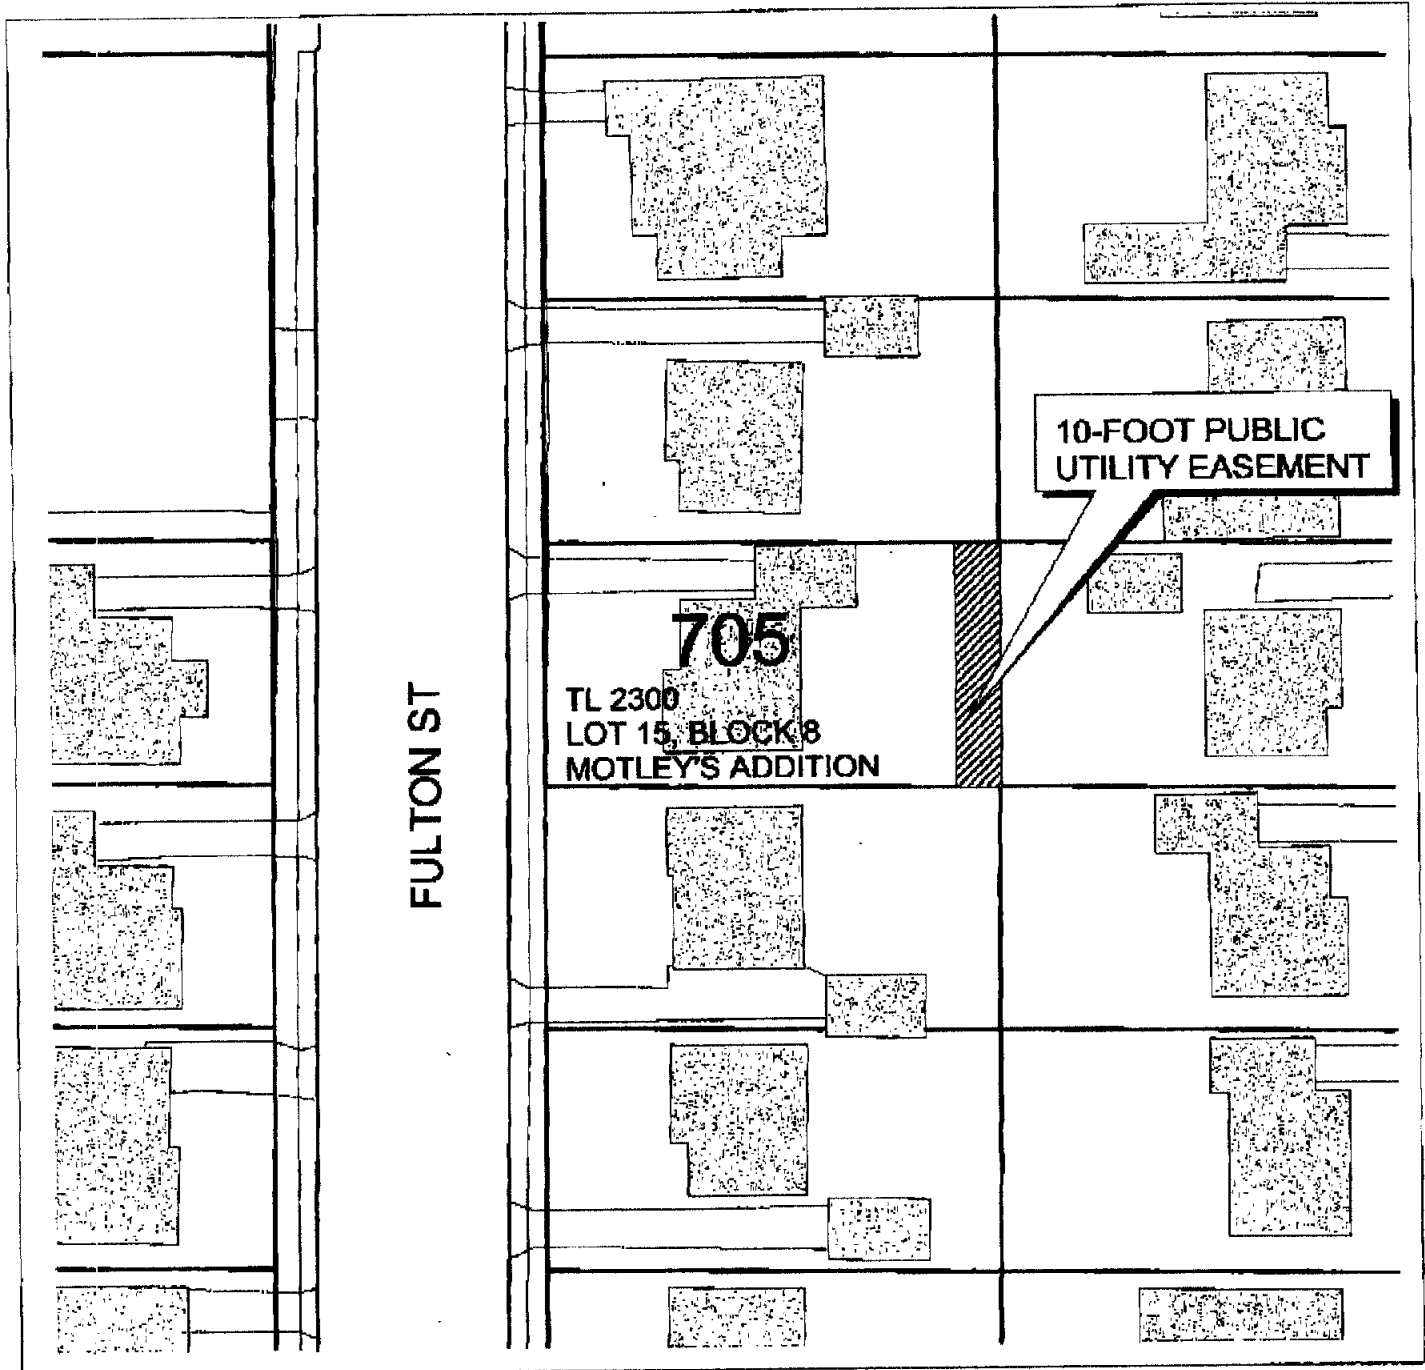 10-FOOT PUBLIC
UTILITY EASEMENT
705
TL 2300
LOT 15, BLOCK 8
MOTLEY'S ADDITION
FULTON ST